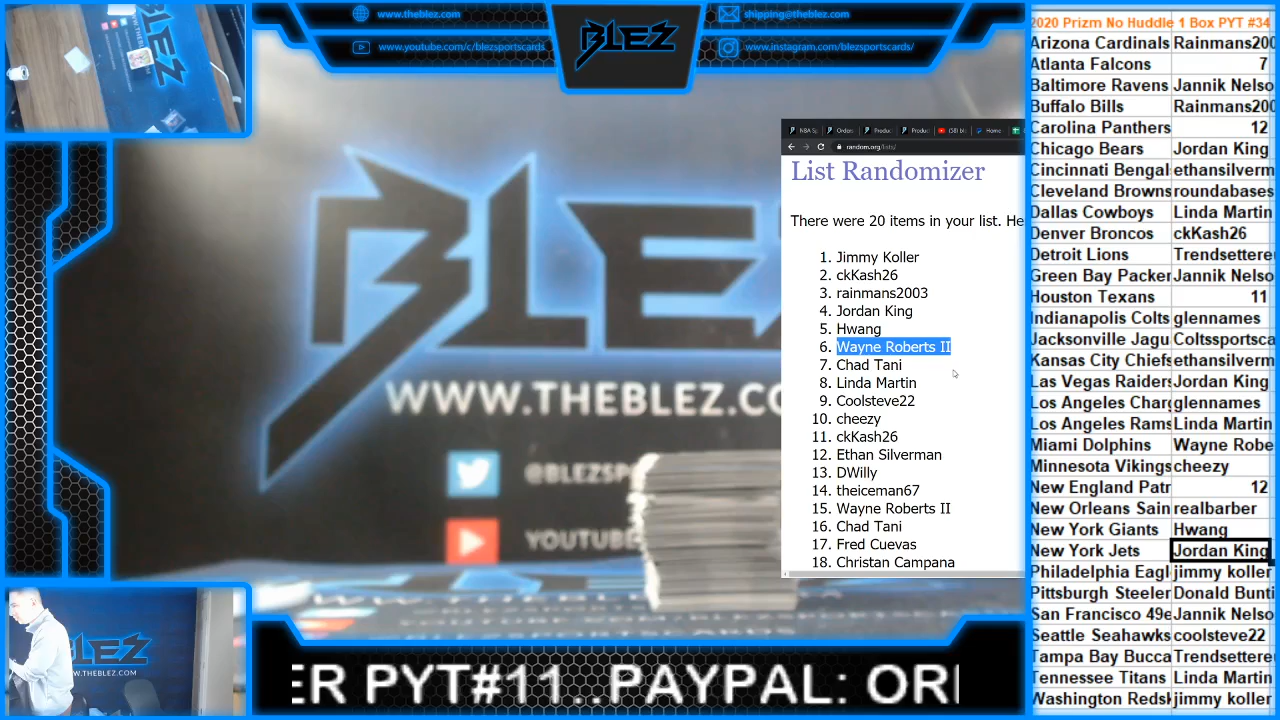 www.theblez.com
shipping@theblez.com
www.youtube.com/c/blezsportscards
www.instagram.com/blezsportscards/
BLEZ
BLEZ
BLEZ
WWW.THEBLEZ.CO
@BLEZSP
YOUTUBE
random.org/lists/
List Randomizer
There were 20 items in your list. He
1. Jimmy Koller
2. ckKash26
3. rainmans2003
4. Jordan King
5. Hwang
6. Wayne Roberts II
7. Chad Tani
8. Linda Martin
9. Coolsteve22
10. cheezy
11. ckKash26
12. Ethan Silverman
13. DWilly
14. theiceman67
15. Wayne Roberts II
16. Chad Tani
17. Fred Cuevas
18. Christan Campana
2020 Prizm No Huddle 1 Box PYT #34
Arizona Cardinals Rainmans200
Atlanta Falcons 7
Baltimore Ravens Jannik Nelso
Buffalo Bills Rainmans200
Carolina Panthers 12
Chicago Bears Jordan King
Cincinnati Bengal ethansilverm
Cleveland Browns roundabases
Dallas Cowboys Linda Martin
Denver Broncos ckKash26
Detroit Lions Trendsettere
Green Bay Packer Jannik Nelso
Houston Texans 11
Indianapolis Colts glennames
Jacksonville Jagu Coltssportsca
Kansas City Chiefs ethansilverm
Las Vegas Raiders Jordan King
Los Angeles Charg glennames
Los Angeles Rams Linda Martin
Miami Dolphins Wayne Robe
Minnesota Vikings cheezy
New England Patr 12
New Orleans Sain realbarber
New York Giants Hwang
New York Jets Jordan King
Philadelphia Eagl jimmy koller
Pittsburgh Steeler Donald Bunti
San Francisco 49e Jannik Nelso
Seattle Seahawks coolsteve22
Tampa Bay Bucca Trendsettere
Tennessee Titans Linda Martin
Washington Redsk jimmy koller
BLEZ
WW.THEBLEZ.COM
ER PYT#11..PAYPAL: ORI